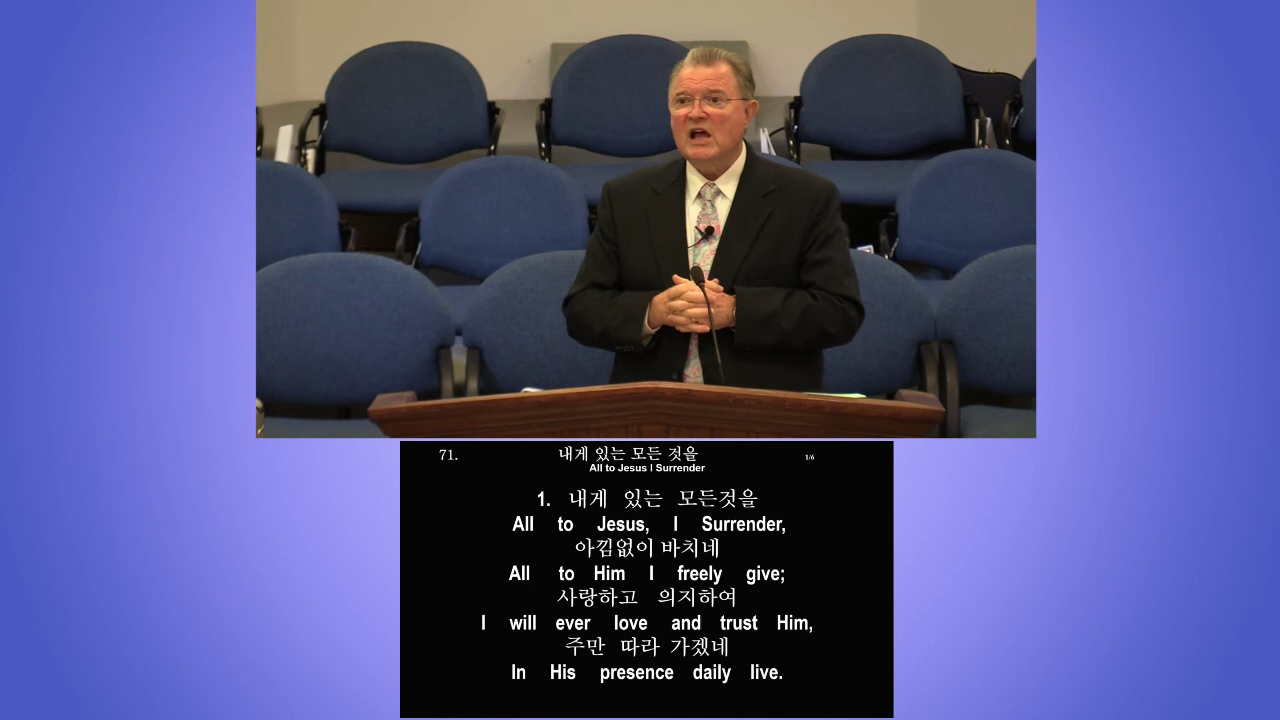 71. 내게 있는 모든 것을 1/6
All to Jesus I Surrender
1. 내게 있는 모든것을
All to Jesus, I Surrender,
아낌없이 바치네
All to Him I freely give;
사랑하고 의지하여
I will ever love and trust Him,
주만 따라 가겠네
In His presence daily live.